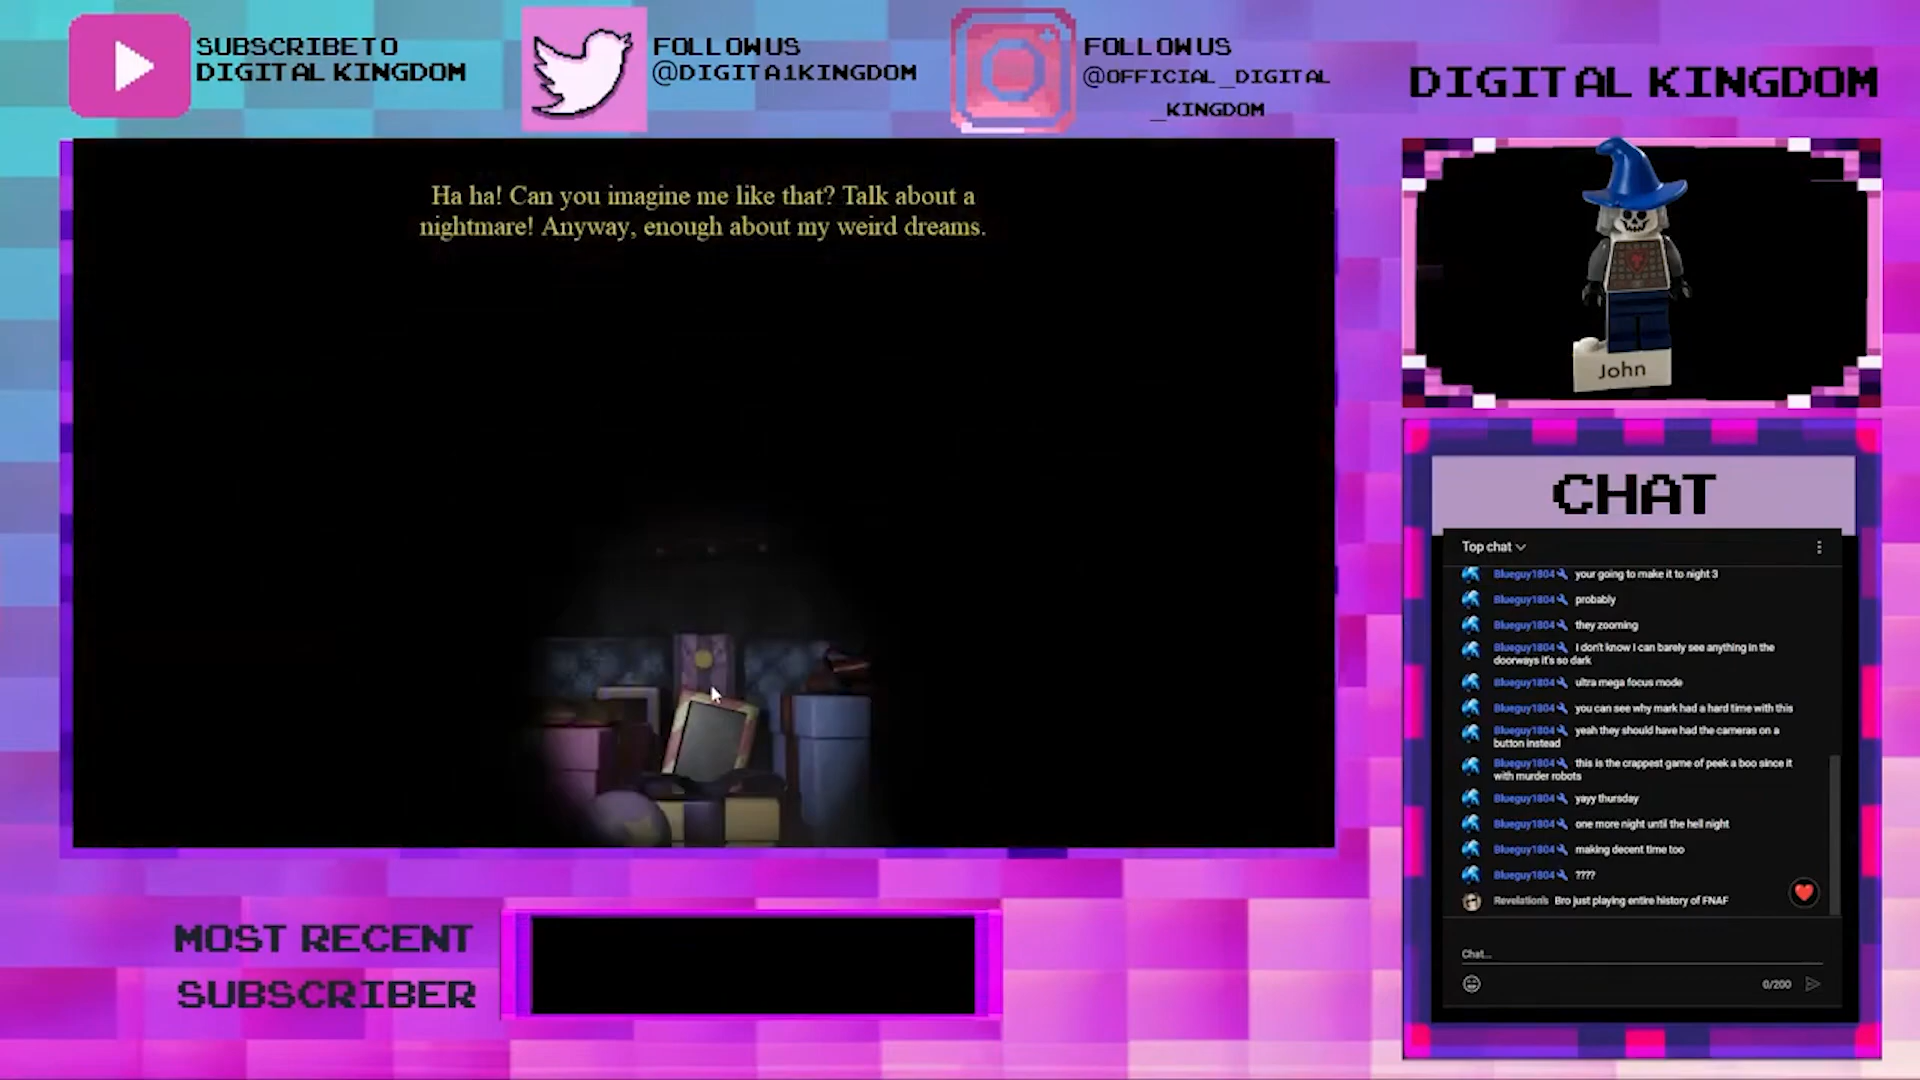 SUBSCRIBE TO
DIGITAL KINGDOM
FOLLOW US
@DIGITA1KINGDOM
FOLLOW US
@OFFICIAL_DIGITAL
_KINGDOM
DIGITAL KINGDOM
Ha ha! Can you imagine me like that? Talk about a
nightmare! Anyway, enough about my weird dreams.
John
CHAT
Top chat
Blueguy1804 your going to make it to night 3
Blueguy1804 probably
Blueguy1804 they zooming
Blueguy1804 I don't know I can barely see anything in the
doorways it's so dark
Blueguy1804 ultra mega focus mode
Blueguy1804 you can see why mark had a hard time with this
Blueguy1804 yeah they should have had the cameras on a
button instead
Blueguy1804 this is the crappest game of peek a boo since it
with murder robots
Blueguy1804 yayy thursday
Blueguy1804 one more night until the hell night
Blueguy1804 making decent time too
Blueguy1804 ????
Revelation's Bro just playing entire history of FNAF
Chat...
0/200
MOST RECENT
SUBSCRIBER